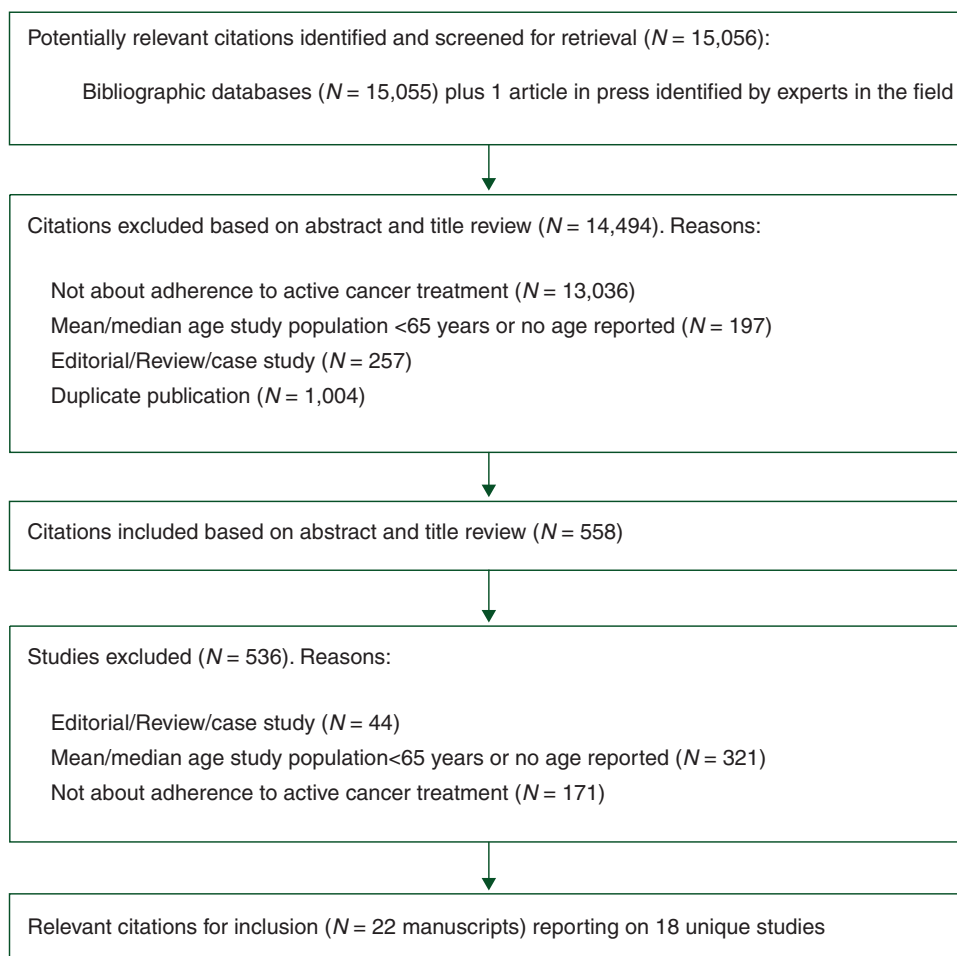 Potentially relevant citations identified and screened for retrieval (N = 15,056):
Bibliographic databases (N = 15,055) plus 1 article in press identified by experts in the field
Citations excluded based on abstract and title review (N = 14,494). Reasons:
Not about adherence to active cancer treatment (N = 13,036)
Mean/median age study population <65 years or no age reported (N = 197)
Editorial/Review/case study (N = 257)
Duplicate publication (N = 1,004)
Citations included based on abstract and title review (N = 558)
Studies excluded (N = 536). Reasons:
Editorial/Review/case study (N = 44)
Mean/median age study population<65 years or no age reported (N = 321)
Not about adherence to active cancer treatment (N = 171)
Relevant citations for inclusion (N = 22 manuscripts) reporting on 18 unique studies